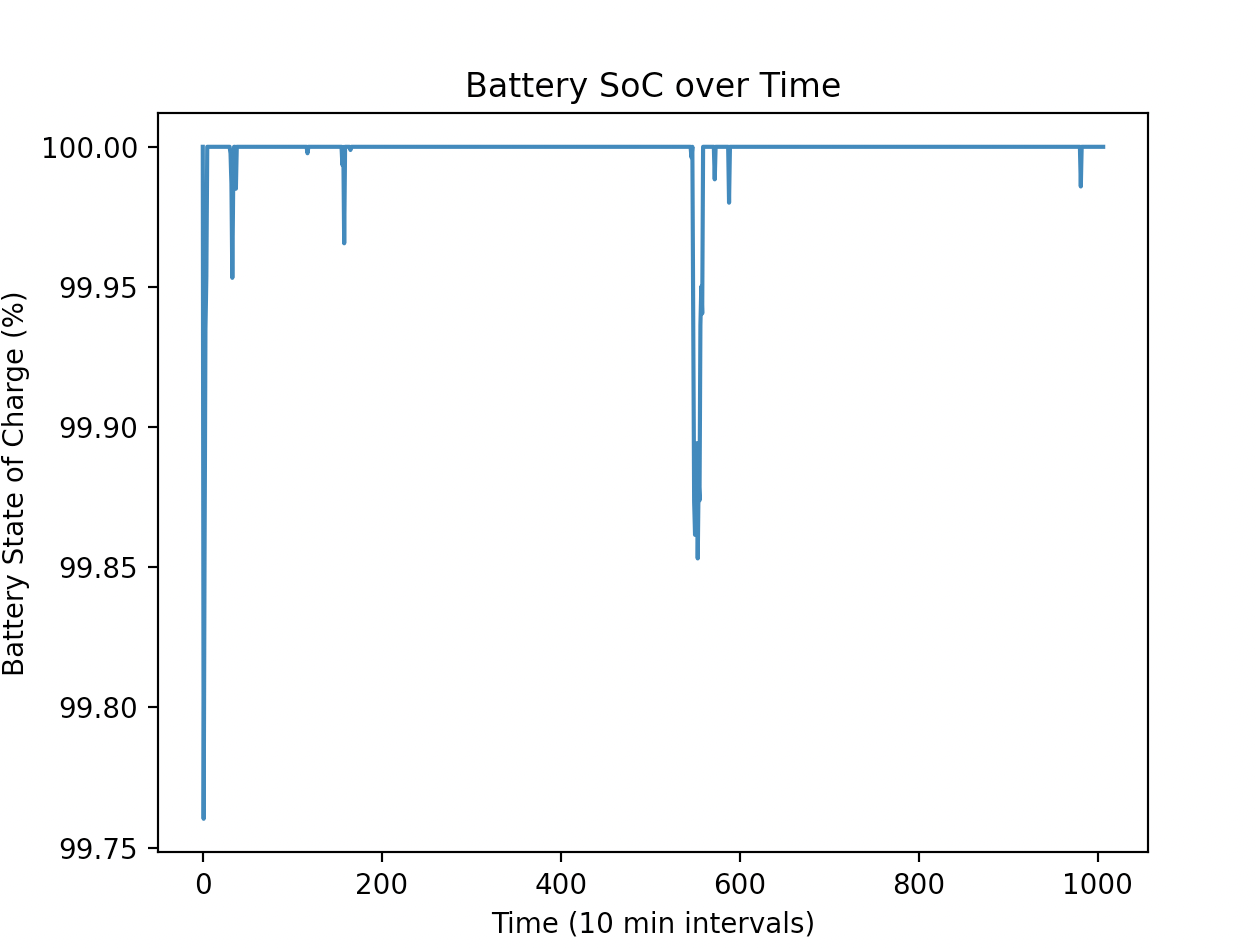 Battery SoC over Time
Battery State of Charge (%)
100.00
99.95
99.90
99.85
99.80
99.75
0 200 400 600 800 1000
Time (10 min intervals)